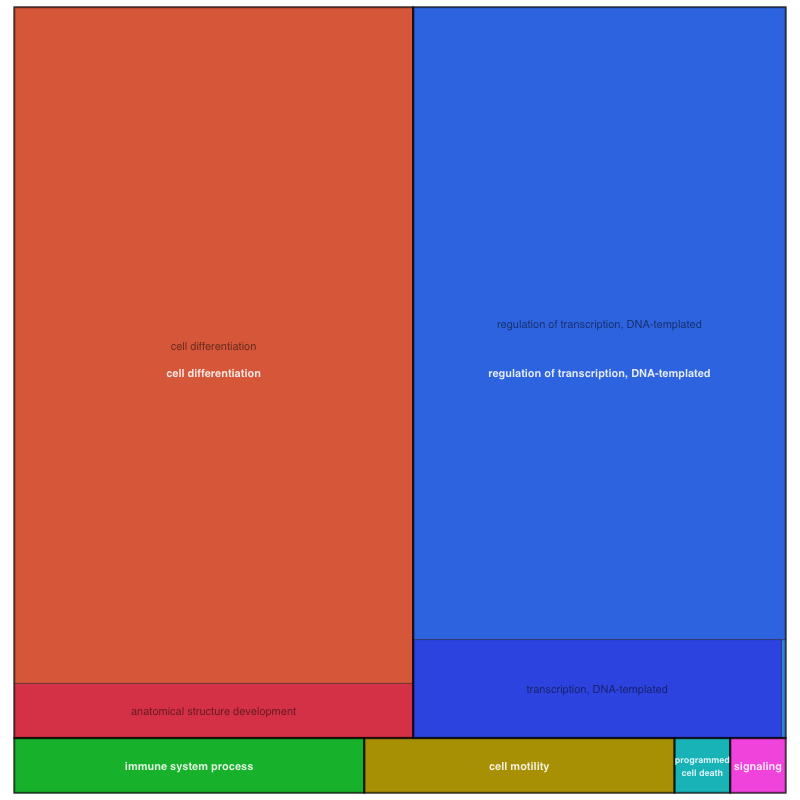 cell differentiation
cell differentiation
anatomical structure development
regulation of transcription, DNA-templated
regulation of transcription, DNA-templated
transcription, DNA-templated
immune system process
cell motility
programmed
cell death
signaling